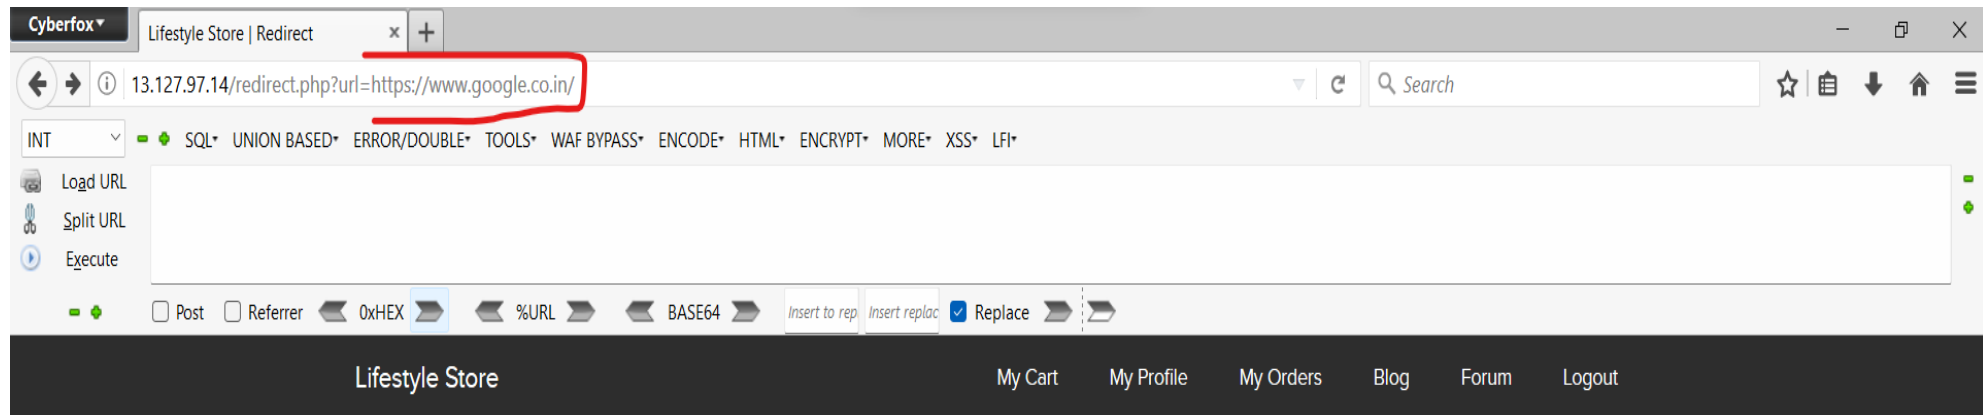 Cyberfox
Lifestyle Store | Redirect x +
13.127.97.14/redirect.php?url=https://www.google.co.in/ Search
INT SQL UNION BASED ERROR/DOUBLE TOOLS WAF BYPASS ENCODE HTML ENCRYPT MORE XSS LFI
Load URL
Split URL
Execute
Post Referrer 0xHEX %URL BASE64 Insert to rep Insert replac Replace
Lifestyle Store My Cart My Profile My Orders Blog Forum Logout